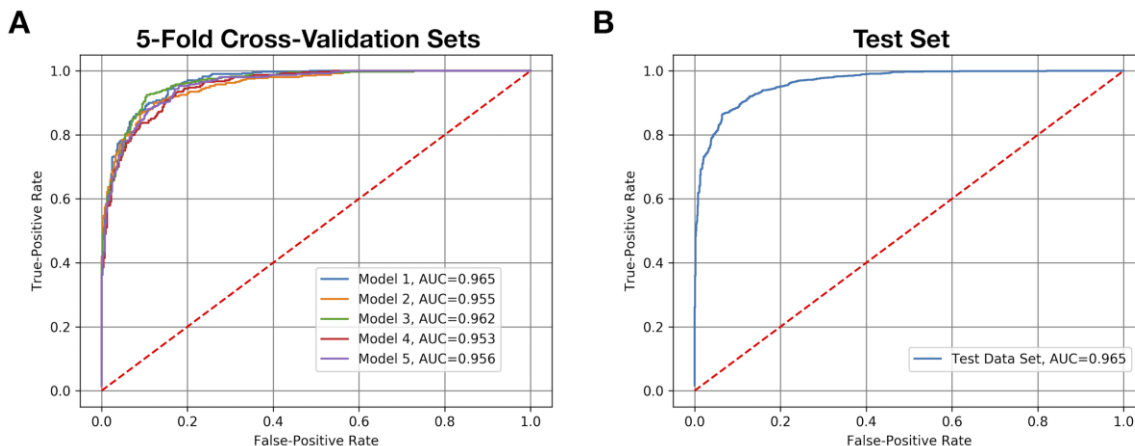 A
5-Fold Cross-Validation Sets
1.0
0.8
0.6
0.4
0.2
0.0
True-Positive Rate
0.0 0.2 0.4 0.6 0.8 1.0
False-Positive Rate
Model 1, AUC=0.965
Model 2, AUC=0.955
Model 3, AUC=0.962
Model 4, AUC=0.953
Model 5, AUC=0.956
B
Test Set
1.0
0.8
0.6
0.4
0.2
0.0
True-Positive Rate
0.0 0.2 0.4 0.6 0.8 1.0
False-Positive Rate
Test Data Set, AUC=0.965